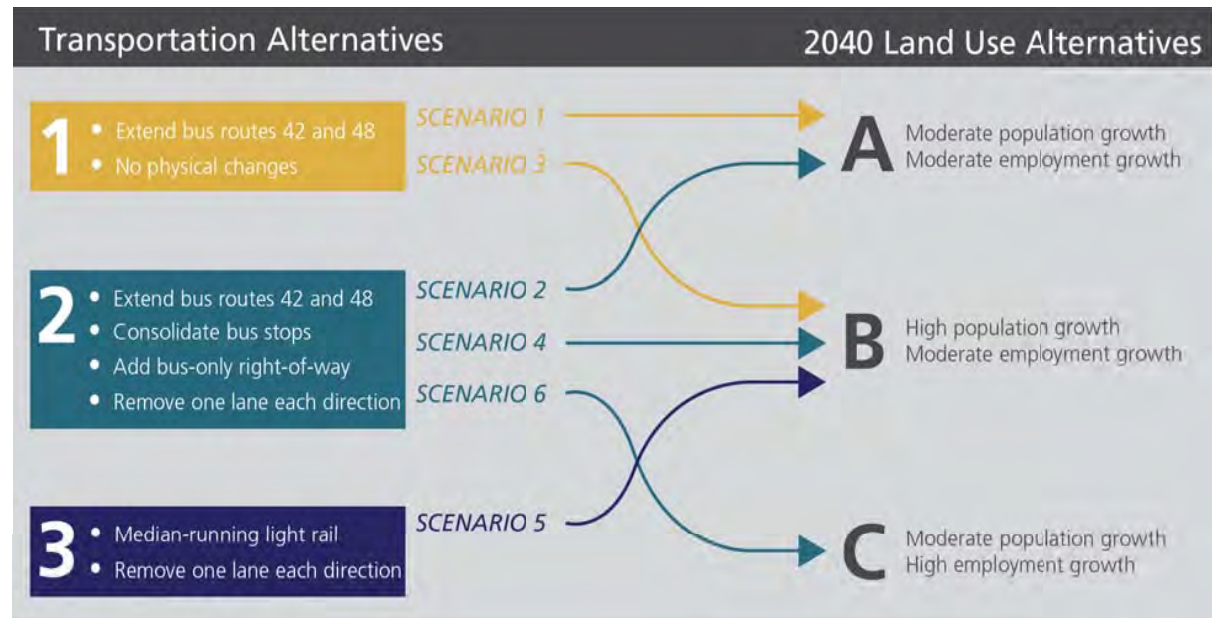 Transportation Alternatives
2040 Land Use Alternatives
1
• Extend bus routes 42 and 48
• No physical changes
SCENARIO 1
SCENARIO 3
2
• Extend bus routes 42 and 48
• Consolidate bus stops
• Add bus-only right-of-way
• Remove one lane each direction
SCENARIO 2
SCENARIO 4
SCENARIO 6
3
• Median-running light rail
• Remove one lane each direction
SCENARIO 5
A
Moderate population growth
Moderate employment growth
B
High population growth
Moderate employment growth
C
Moderate population growth
High employment growth